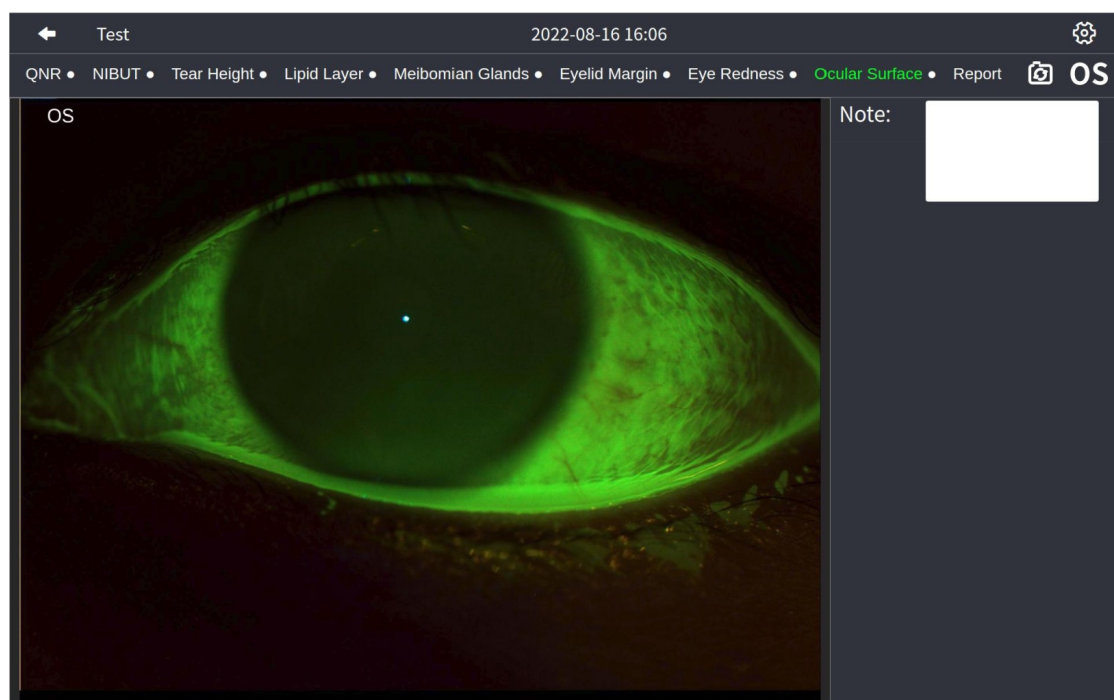 Test 2022-08-16 16:06
QNR ● NIBUT ● Tear Height ● Lipid Layer ● Meibomian Glands ● Eyelid Margin ● Eye Redness ● Ocular Surface ● Report OS
OS
Note: